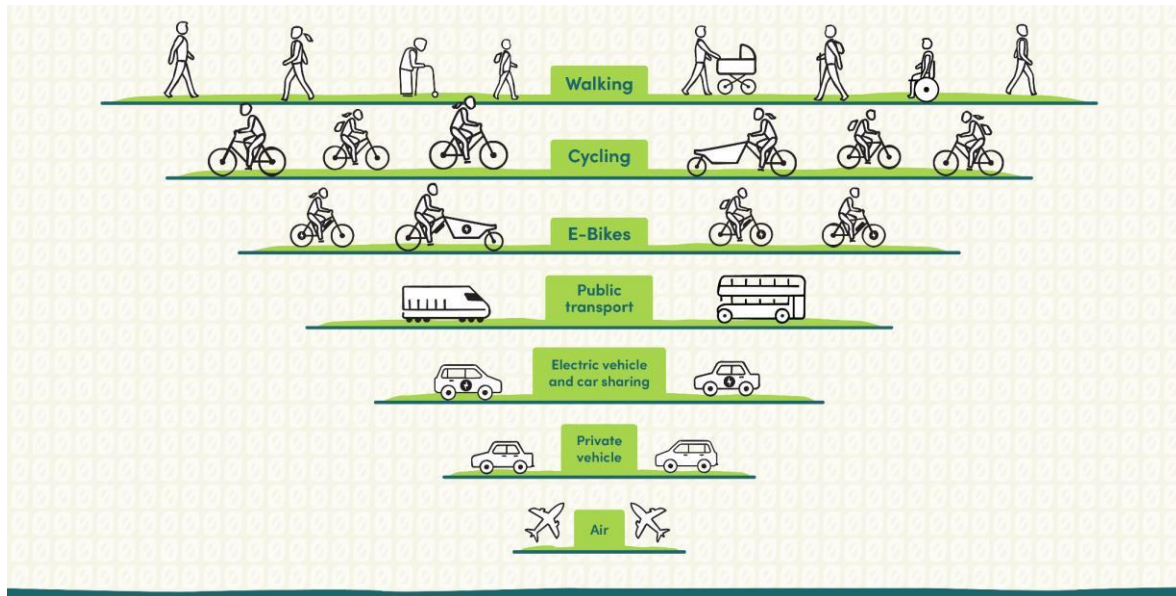 Walking
Cycling
E-Bikes
Public
transport
Electric vehicle
and car sharing
Private
vehicle
Air